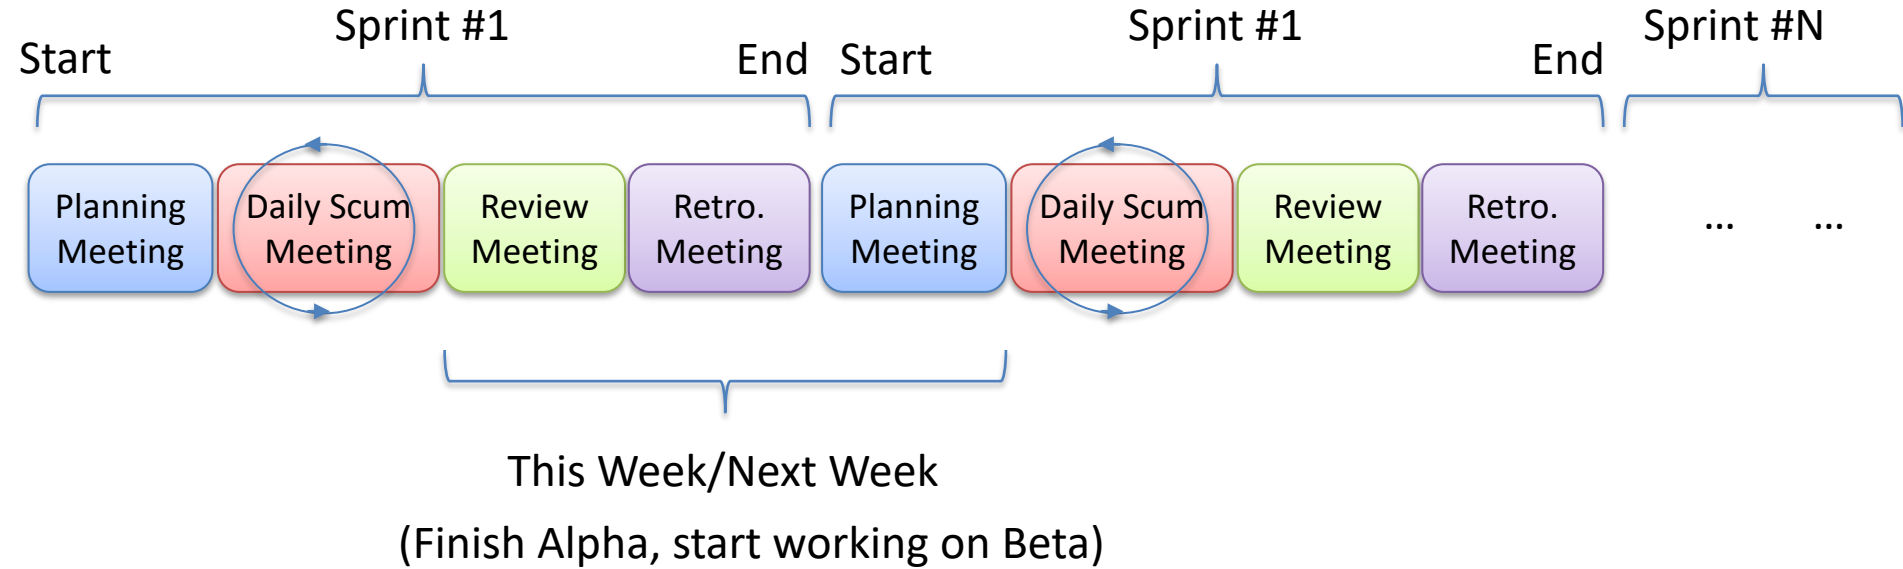 Sprint #1
Sprint #1
Sprint #N
Start
End
Start
End
Planning
Meeting
Daily Scum
Meeting
Review
Meeting
Retro.
Meeting
Planning
Meeting
Daily Scum
Meeting
Review
Meeting
Retro.
Meeting
... ...
This Week/Next Week
(Finish Alpha, start working on Beta)